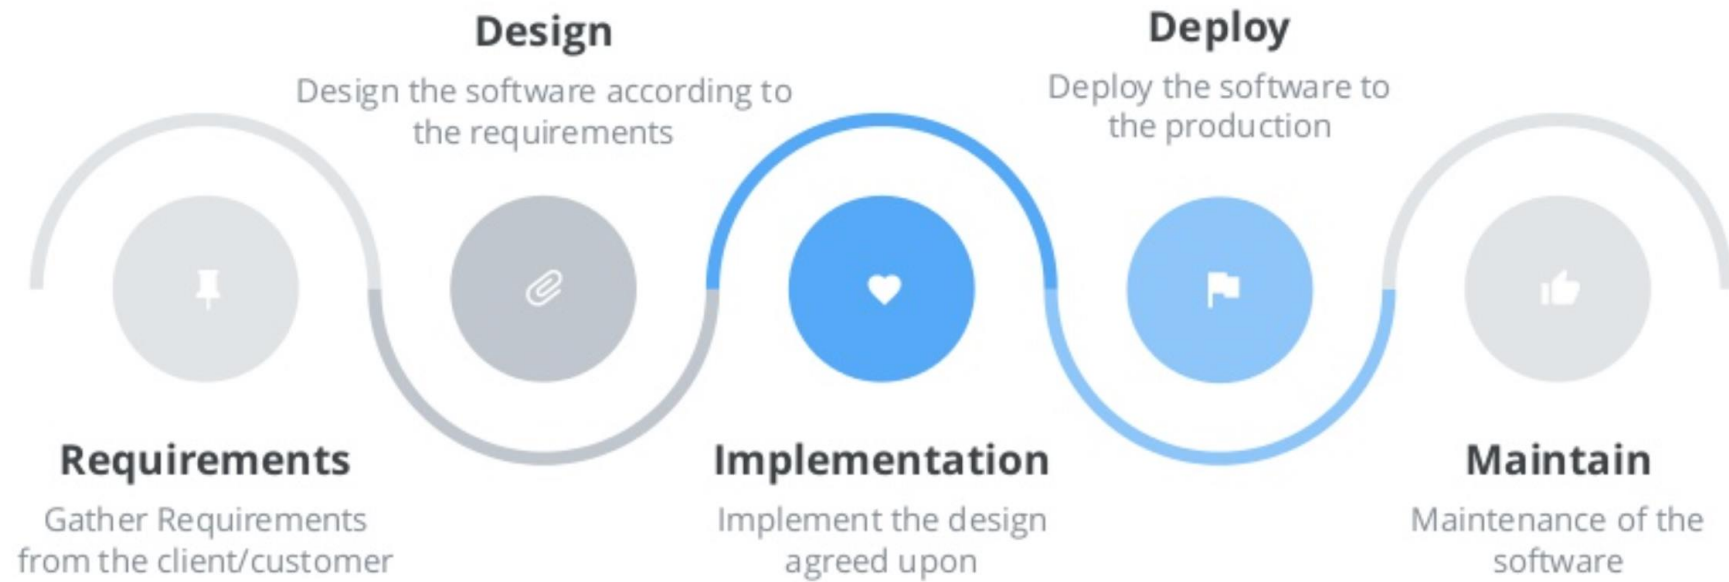 Design
Design the software according to
the requirements
Deploy
Deploy the software to
the production
Requirements
Gather Requirements
from the client/customer
Implementation
Implement the design
agreed upon
Maintain
Maintenance of the
software